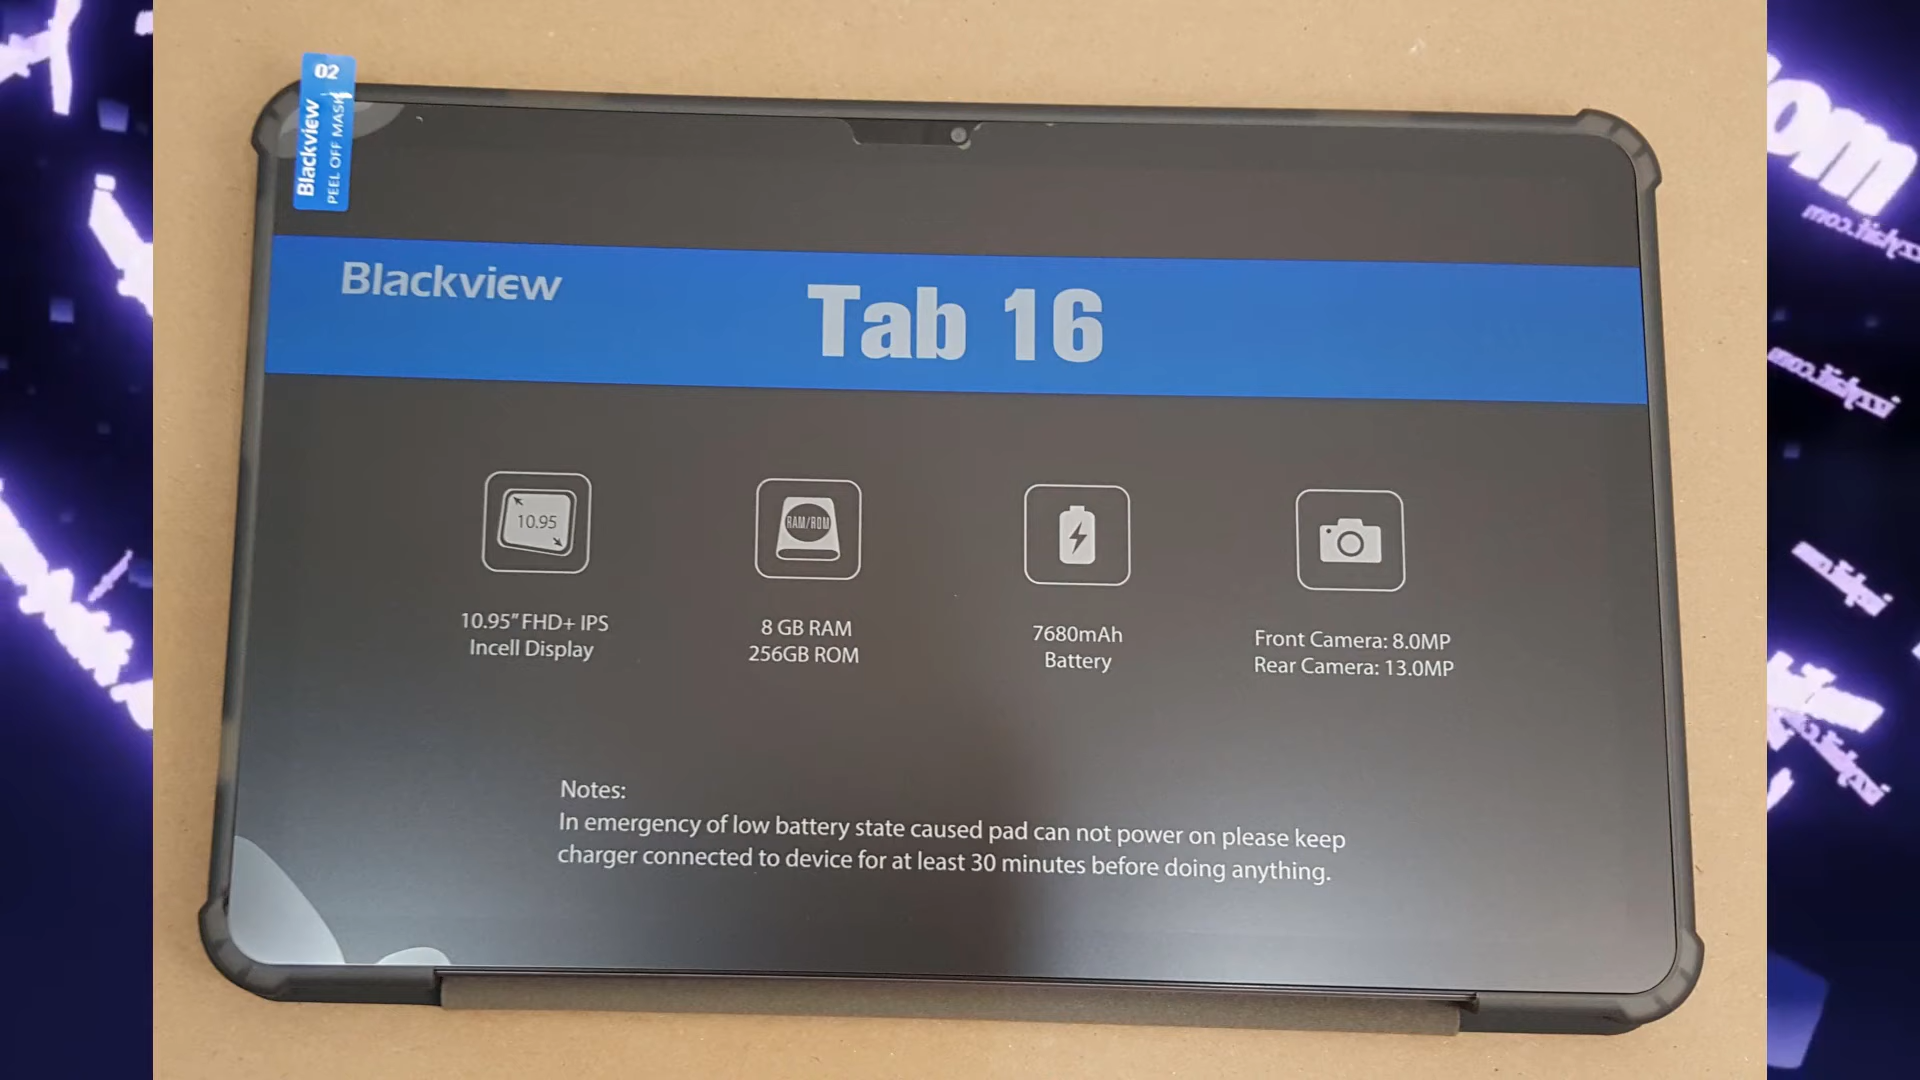 02
Blackview
PEEL OFF MASK
Blackview
Tab 16
10.95
RAM/ROM
10.95” FHD+ IPS
Incell Display
8 GB RAM
256GB ROM
7680mAh
Battery
Front Camera: 8.0MP
Rear Camera: 13.0MP
Notes:
In emergency of low battery state caused pad can not power on please keep
charger connected to device for at least 30 minutes before doing anything.